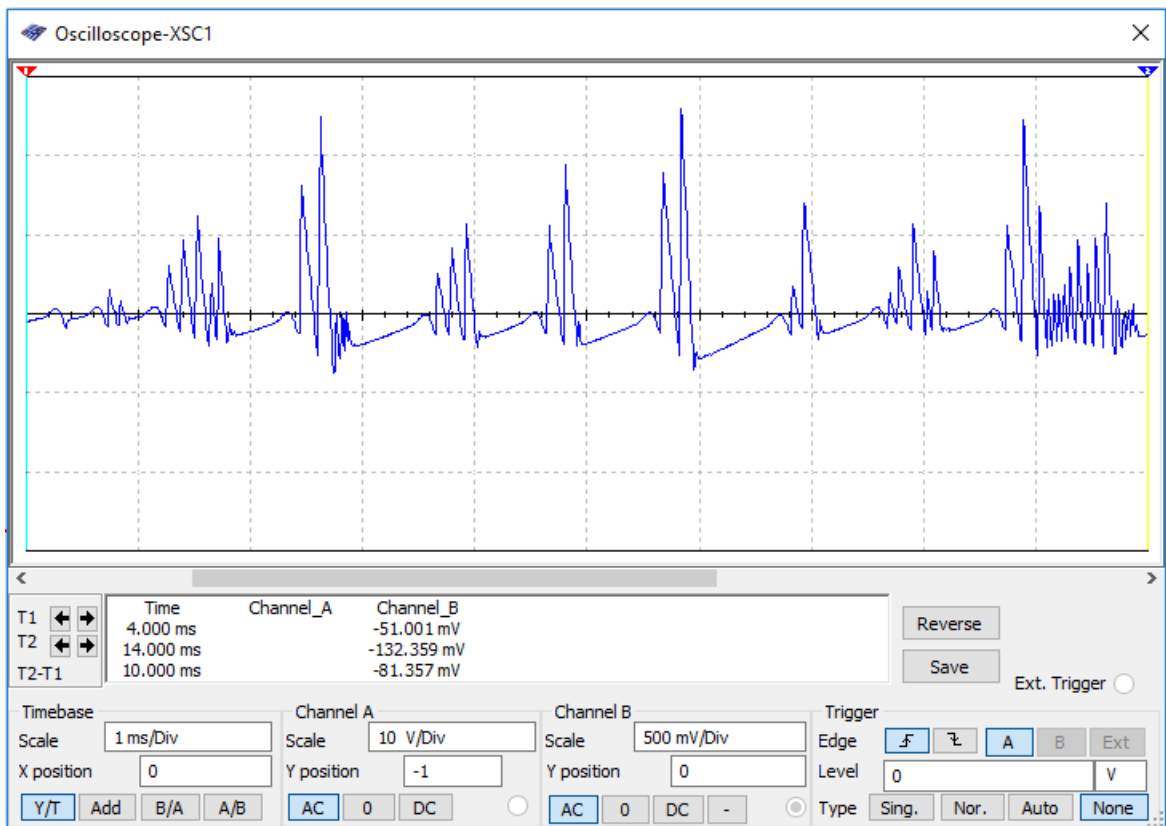 Oscilloscope-XSC1
1
2
Time Channel_A Channel_B
T1 4.000 ms -51.001 mV
T2 14.000 ms -132.359 mV
T2-T1 10.000 ms -81.357 mV
Reverse
Save
Ext. Trigger
Timebase
Scale 1 ms/Div
X position 0
Y/T Add B/A A/B
Channel A
Scale 10 V/Div
Y position -1
AC 0 DC
Channel B
Scale 500 mV/Div
Y position 0
AC 0 DC -
Trigger
Edge A B Ext
Level 0 V
Type Sing. Nor. Auto None